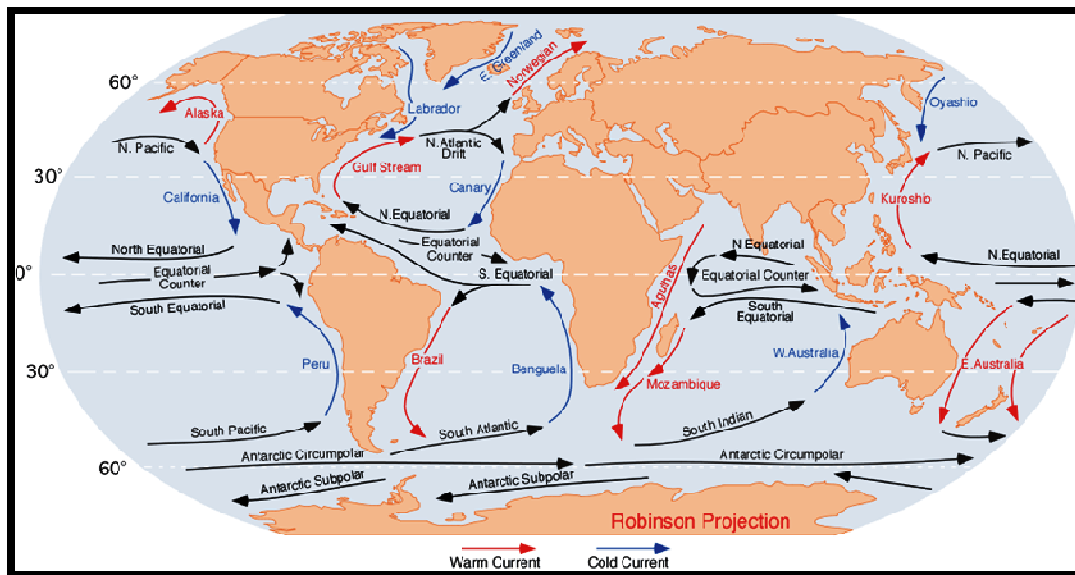 60°
E. Greenland
Norwegian
Alaska
Labrador
Oyashio
N. Pacific
N.Atlantic
Drift
N. Pacific
Gulf Stream
30°
California
Canary
Kuroshio
N.Equatorial
North Equatorial
Equatorial
Counter
N Equatorial
N.Equatorial
0°
Equatorial
Counter
S. Equatorial
Equatorial Counter
Agulhas
South Equatorial
South
Equatorial
Peru
Brazil
Benguela
W.Australia
E.Australia
30°
Mozambique
South Pacific
South Atlantic
South Indian
Antarctic Circumpolar
Antarctic Circumpolar
60°
Antarctic Subpolar
Antarctic Subpolar
Robinson Projection
Warm Current
Cold Current